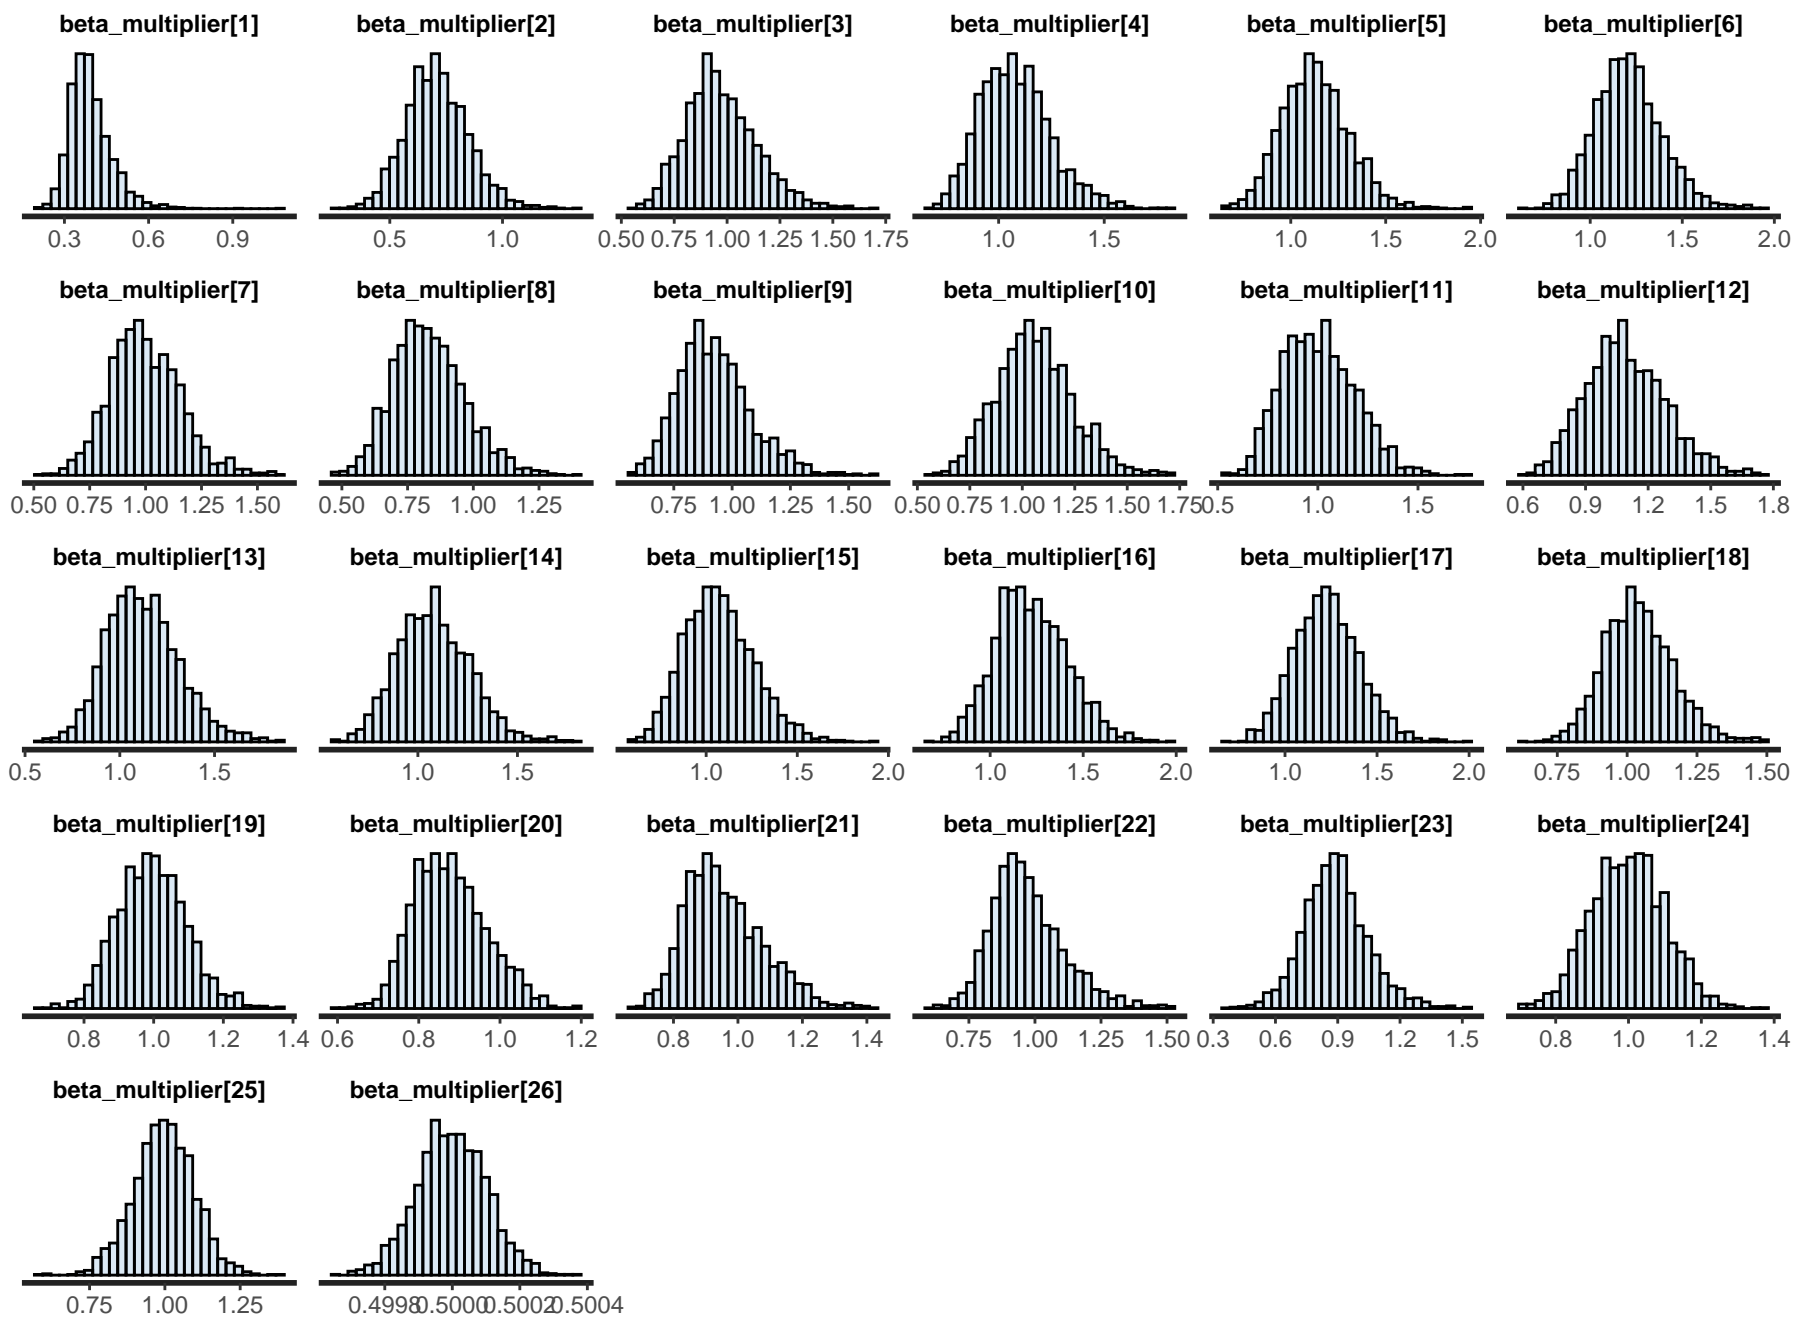 beta_multiplier[1] beta_multiplier[2] beta_multiplier[3] beta_multiplier[4] beta_multiplier[5] beta_multiplier[6]
0.3 0.6 0.9 0.5 1.0 0.50 0.75 1.00 1.25 1.50 1.75 1.0 1.5 1.0 1.5 2.0 1.0 1.5 2.0
beta_multiplier[7] beta_multiplier[8] beta_multiplier[9] beta_multiplier[10] beta_multiplier[11] beta_multiplier[12]
0.50 0.75 1.00 1.25 1.50 0.50 0.75 1.00 1.25 0.75 1.00 1.25 1.50 0.50 0.75 1.00 1.25 1.50 1.75 0.5 1.0 1.5 0.6 0.9 1.2 1.5 1.8
beta_multiplier[13] beta_multiplier[14] beta_multiplier[15] beta_multiplier[16] beta_multiplier[17] beta_multiplier[18]
0.5 1.0 1.5 1.0 1.5 1.0 1.5 2.0 1.0 1.5 2.0 1.0 1.5 2.0 0.75 1.00 1.25 1.50
beta_multiplier[19] beta_multiplier[20] beta_multiplier[21] beta_multiplier[22] beta_multiplier[23] beta_multiplier[24]
0.8 1.0 1.2 1.4 0.6 0.8 1.0 1.2 0.8 1.0 1.2 1.4 0.75 1.00 1.25 1.50 0.3 0.6 0.9 1.2 1.5 0.8 1.0 1.2 1.4
beta_multiplier[25] beta_multiplier[26]
0.75 1.00 1.25 0.4998 0.5000 0.5002 0.5004